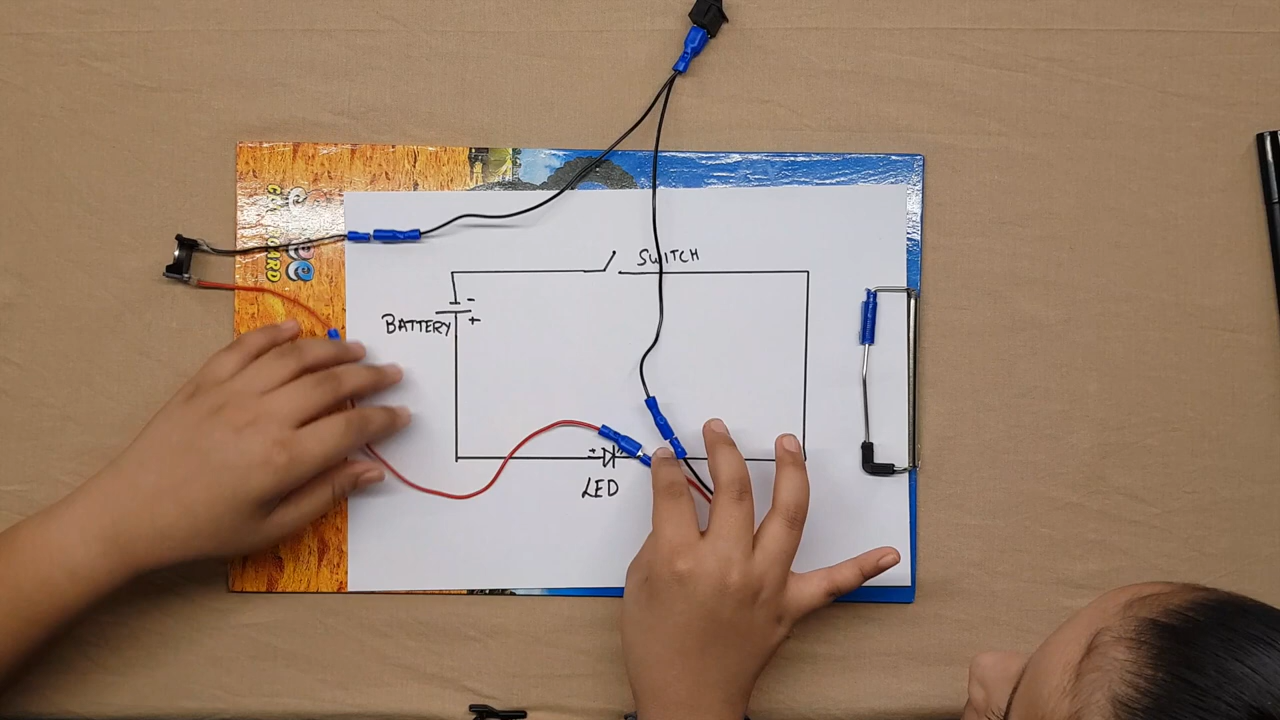 SWITCH
-
BATTERY +
+
LED